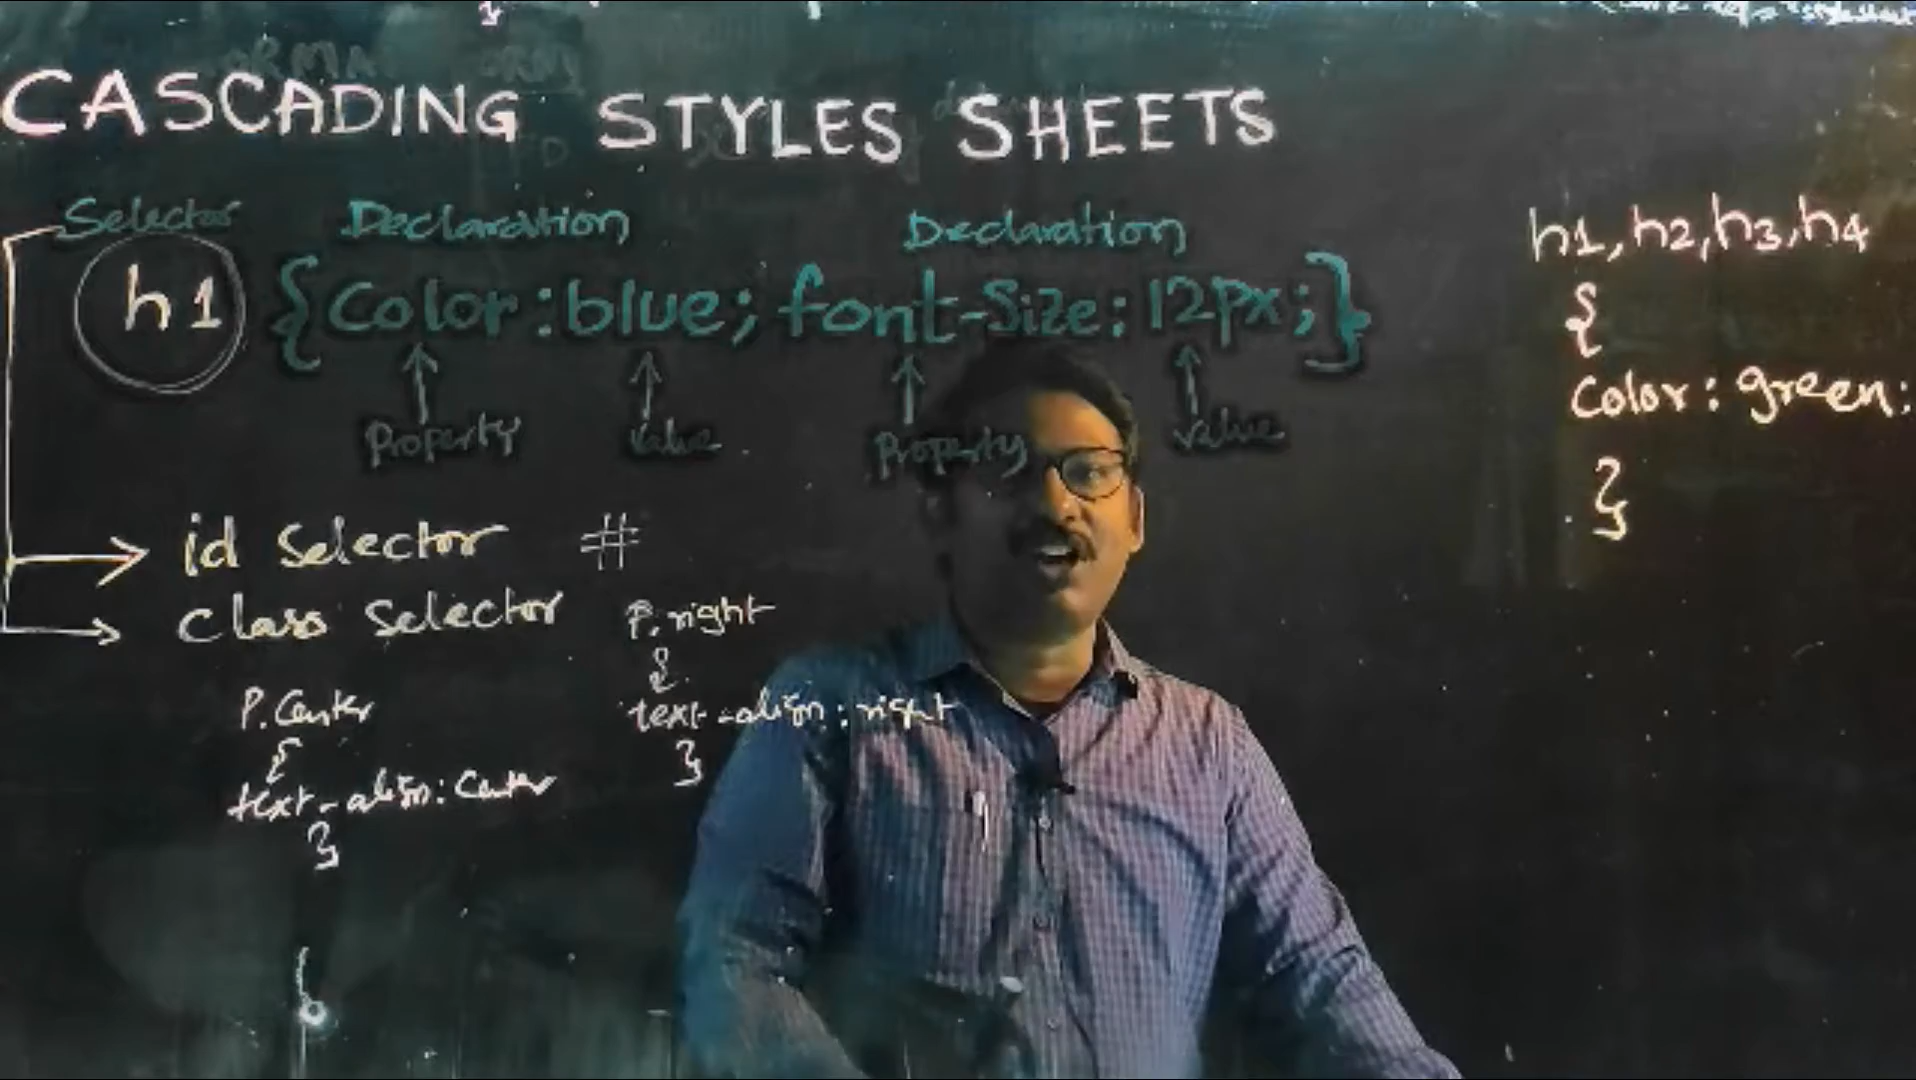 CASCADING STYLES SHEETS
Selector Declaration Declaration
h1 {Color:blue; font-Size:12px;}
Property value Property value
id Selector #
Class Selector
P.Center
{
text-align:Center
}
P.right
{
text-align:right
}
h1,h2,h3,h4
{
Color:green:
}